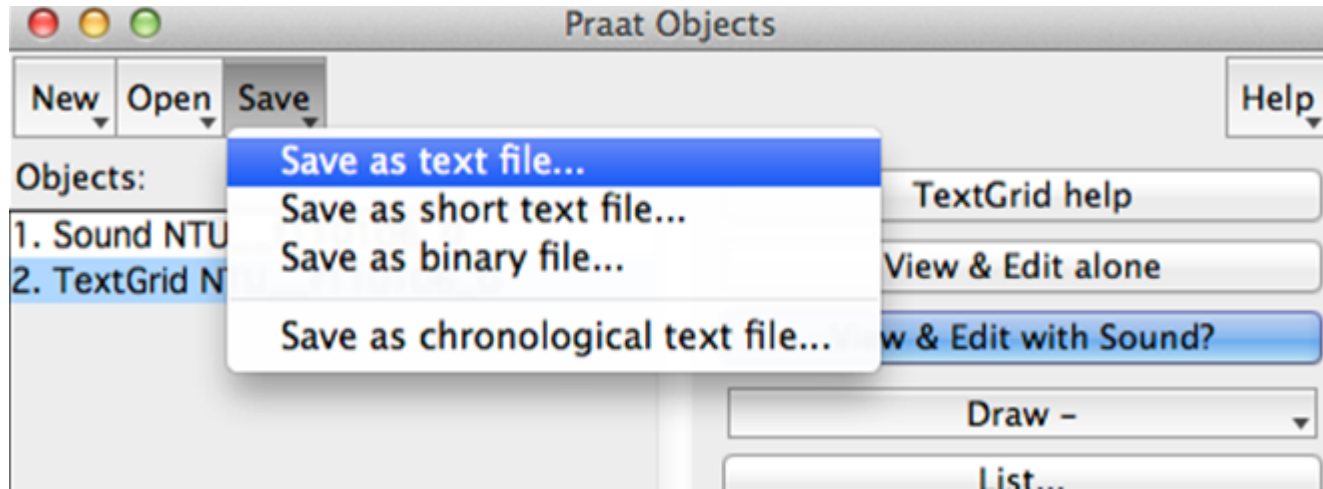 Praat Objects
New Open Save Help
Save as text file...
Save as short text file...
Save as binary file...
Save as chronological text file...
Objects:
1. Sound NTU
2. TextGrid
TextGrid help
View & Edit alone
& Edit with Sound?
Draw –
List...